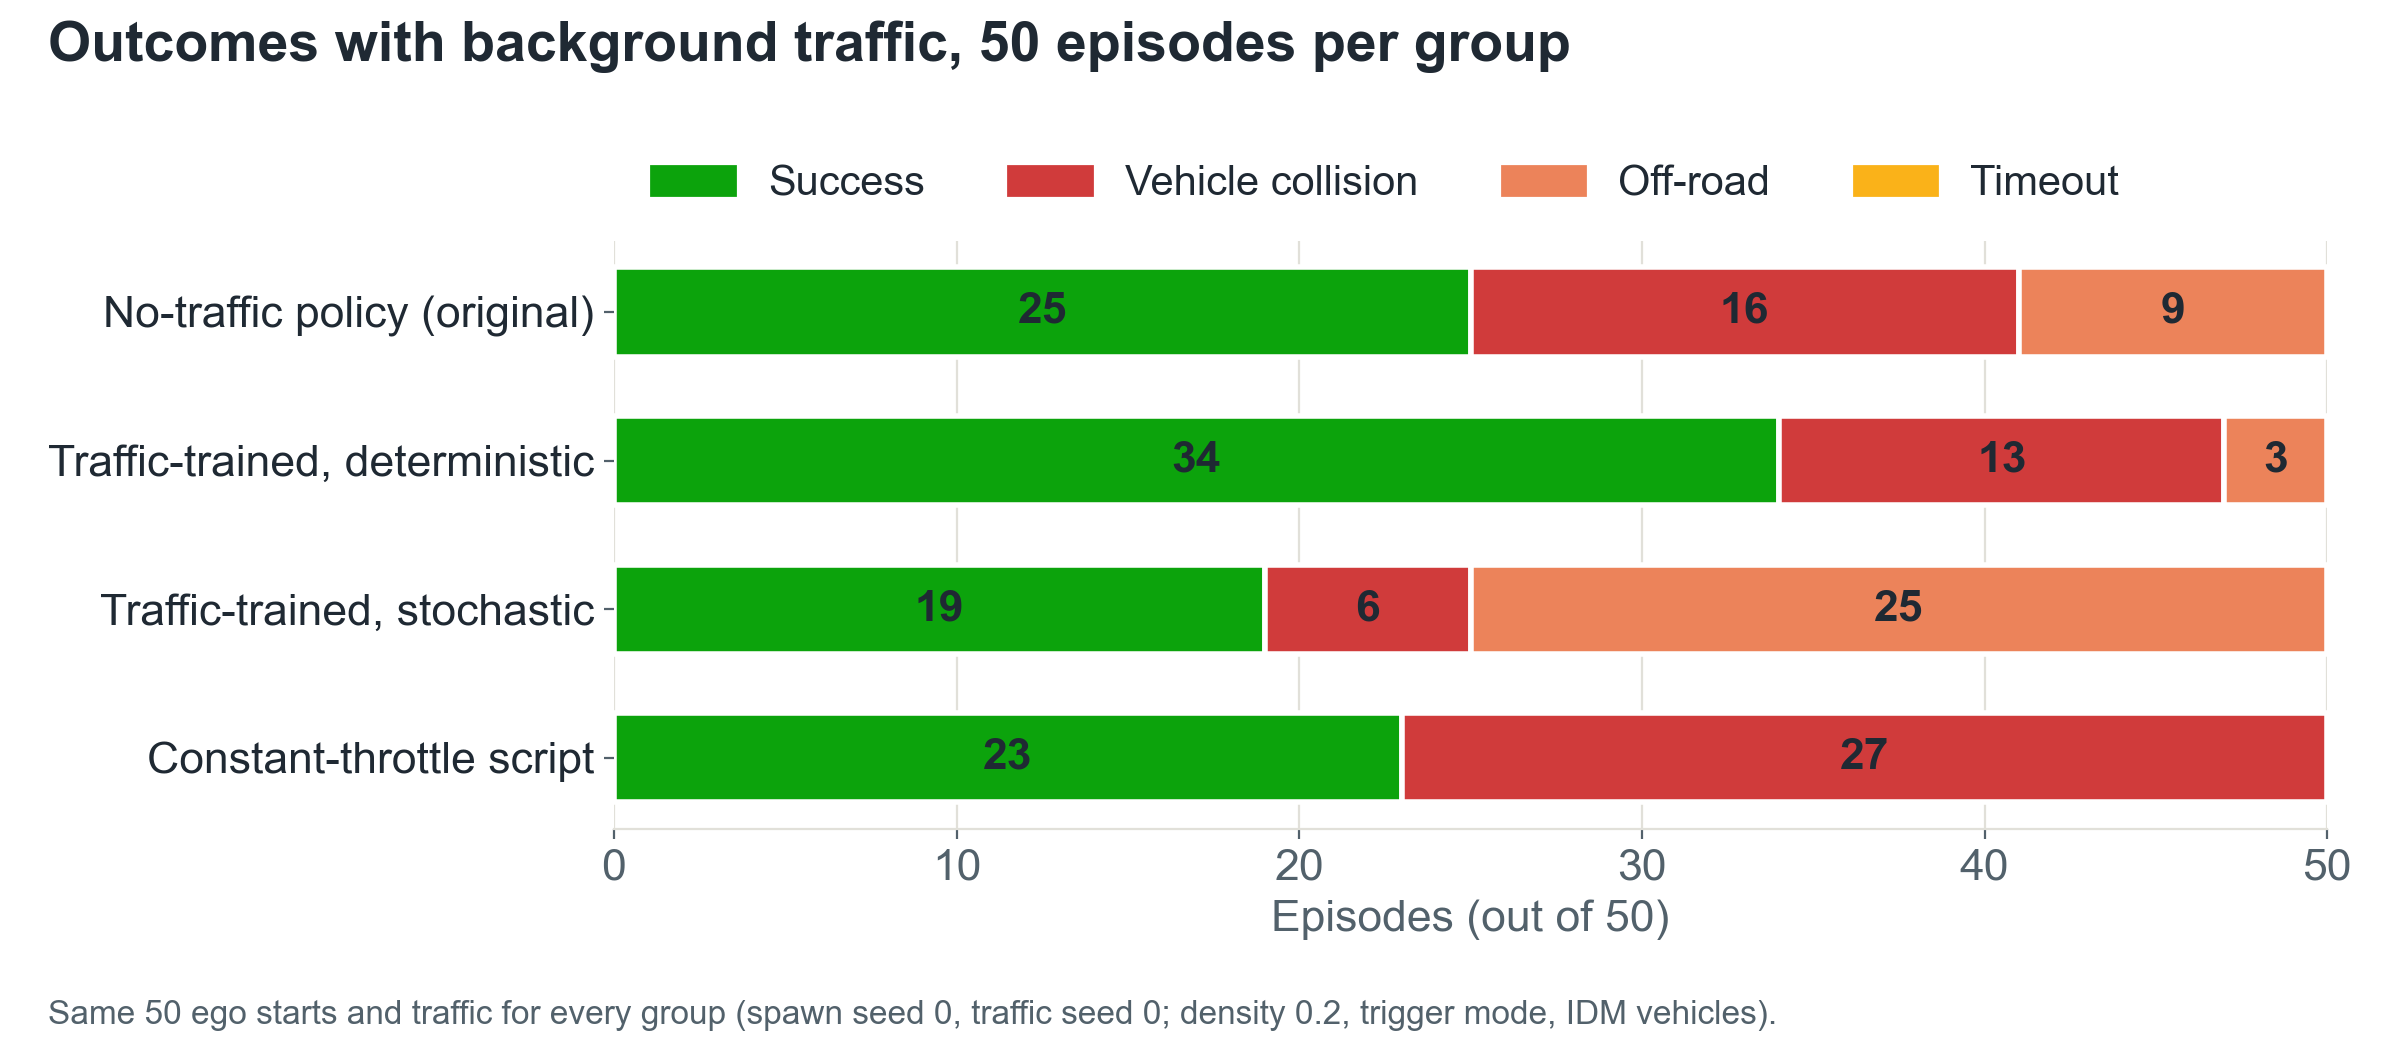 Outcomes with background traffic, 50 episodes per group
Success Vehicle collision Off-road Timeout
No-traffic policy (original) 25 16 9
Traffic-trained, deterministic 34 13 3
Traffic-trained, stochastic 19 6 25
Constant-throttle script 23 27
0 10 20 30 40 50
Episodes (out of 50)
Same 50 ego starts and traffic for every group (spawn seed 0, traffic seed 0; density 0.2, trigger mode, IDM vehicles).